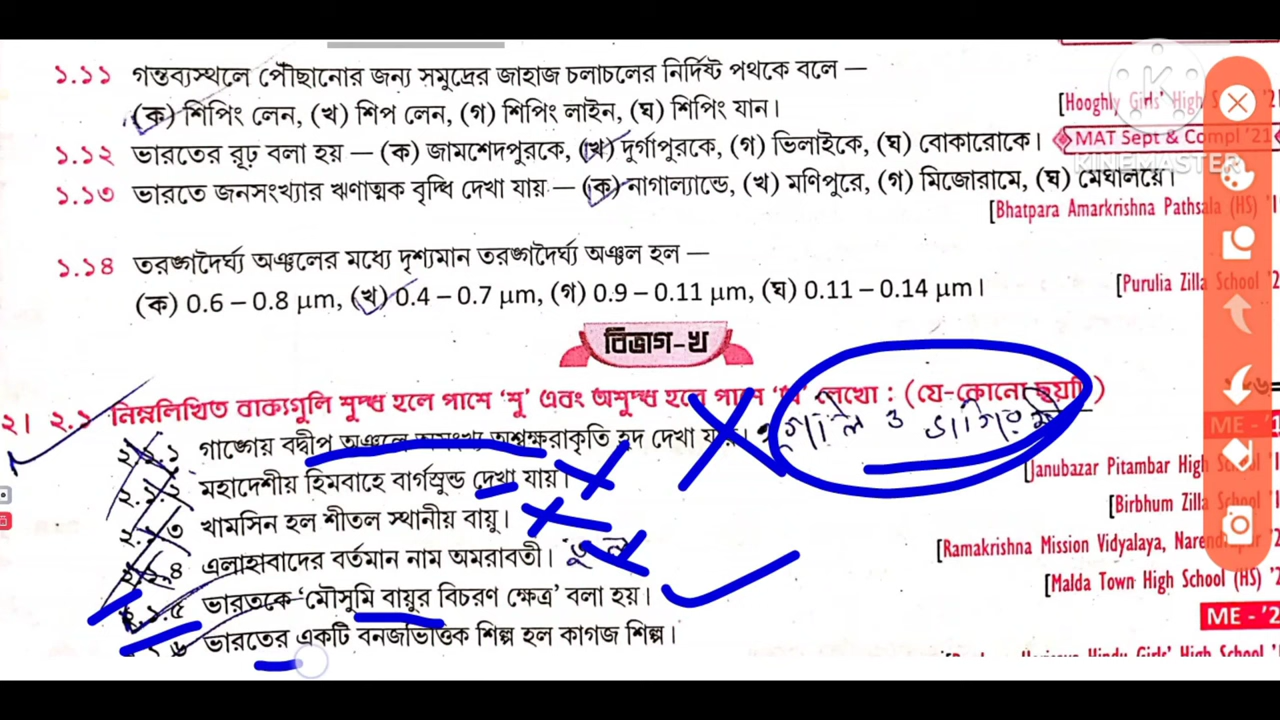 ১.১১ গন্তব্যস্থলে পৌঁছানোর জন্য সমুদ্রের জাহাজ চলাচলের নির্দিষ্ট পথকে বলে —
(ক) শিপিং লেন, (খ) শিপ লেন, (গ) শিপিং লাইন, (ঘ) শিপিং যান।
[Hooghly Girls' High
১.১২ ভারতের রূঢ় বলা হয় — (ক) জামশেদপুরকে, (খ) দুর্গাপুরকে, (গ) ভিলাইকে, (ঘ) বোকারোকে। MAT Sept & Compl '21
KINEMASTER
১.১৩ ভারতে জনসংখ্যার ঋণাত্মক বৃদ্ধি দেখা যায় — (ক) নাগাল্যান্ডে, (খ) মণিপুরে, (গ) মিজোরামে, (ঘ) মেঘালয়ে।
[Bhatpara Amarkrishna Pathsala (HS)
১.১৪ তরঙ্গদৈর্ঘ্য অঞ্চলের মধ্যে দৃশ্যমান তরঙ্গদৈর্ঘ্য অঞ্চল হল —
(ক) 0.6 – 0.8 μm, (খ) 0.4 – 0.7 μm, (গ) 0.9 – 0.11 μm, (ঘ) 0.11 – 0.14 μm।
[Purulia Zilla School
বিভাগ-খ
২। ২.১ নিম্নলিখিত বাক্যগুলি শুদ্ধ হলে পাশে 'শু' এবং অশুদ্ধ হলে পাশে লেখো : (যে-কোনো ছয়টি)
২.১.১ গাঙ্গেয় বদ্বীপ অঞ্চলে অসংখ্য অশ্বক্ষুরাকৃতি হ্রদ দেখা যায়। ও
ME -
২.১.২ মহাদেশীয় হিমবাহে বার্গস্রুন্ড দেখা যায়।
[Janubazar Pitambar High
২.১.৩ খামসিন হল শীতল স্থানীয় বায়ু।
[Birbhum Zilla School
২.১.৪ এলাহাবাদের বর্তমান নাম অমরাবতী।
[Ramakrishna Mission Vidyalaya,
২.১.৫ ভারতকে 'মৌসুমি বায়ুর বিচরণ ক্ষেত্র' বলা হয়।
[Malda Town High School (HS)
ভারতের একটি বনজভিত্তিক শিল্প হল কাগজ শিল্প।
ME - '2